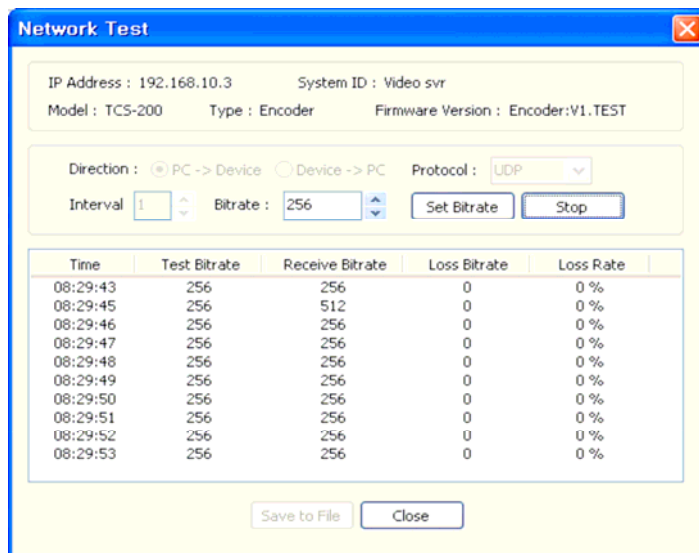 Network Test
IP Address : 192.168.10.3 System ID : Video svr
Model : TCS-200 Type : Encoder Firmware Version : Encoder:V1.TEST
Direction : PC -> Device Device -> PC Protocol : UDP
Interval 1 Bitrate : 256 Set Bitrate Stop
Time Test Bitrate Receive Bitrate Loss Bitrate Loss Rate
08:29:43 256 256 0 0 %
08:29:45 256 512 0 0 %
08:29:46 256 256 0 0 %
08:29:47 256 256 0 0 %
08:29:48 256 256 0 0 %
08:29:49 256 256 0 0 %
08:29:50 256 256 0 0 %
08:29:51 256 256 0 0 %
08:29:52 256 256 0 0 %
08:29:53 256 256 0 0 %
Save to File Close